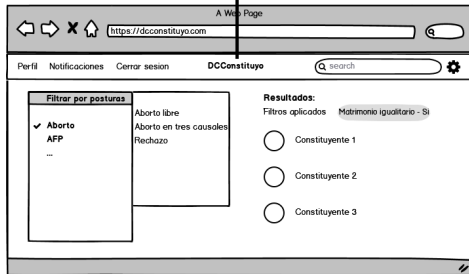 A Web Page
https://dcconstituyo.com
Perfil Notificaciones Cerrar sesion DCConstituyo search
Filtrar por posturas
Aborto
AFP
...
Aborto libre
Aborto en tres causales
Rechazo
Resultados:
Filtros aplicados Matrimonio igualitario - Si
Constituyente 1
Constituyente 2
Constituyente 3